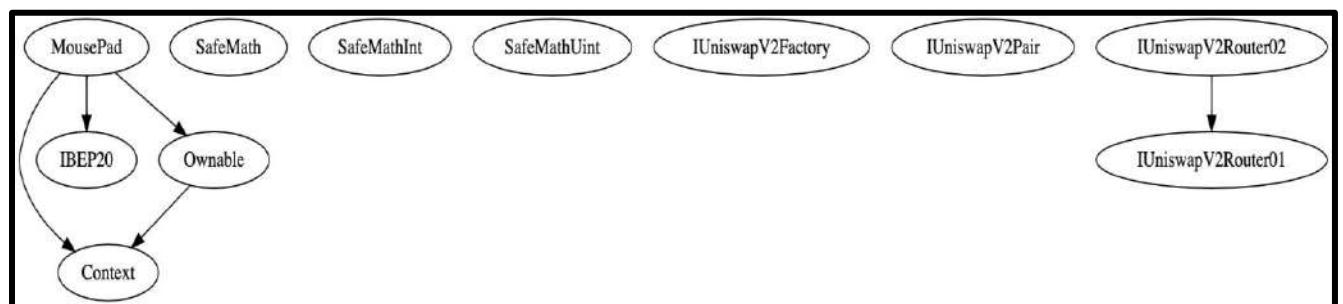 MousePad
SafeMath
SafeMathInt
SafeMathUint
IUniswapV2Factory
IUniswapV2Pair
IUniswapV2Router02
IBEP20
Ownable
IUniswapV2Router01
Context